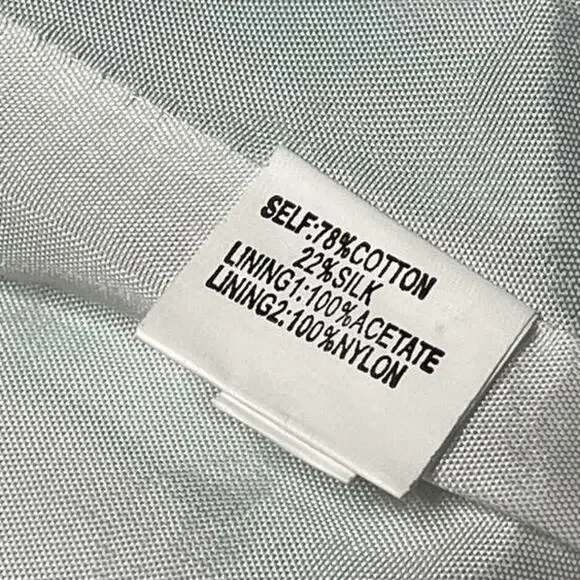 SELF:78%COTTON
22%SILK
LINING1:100%ACETATE
LINING2:100%NYLON